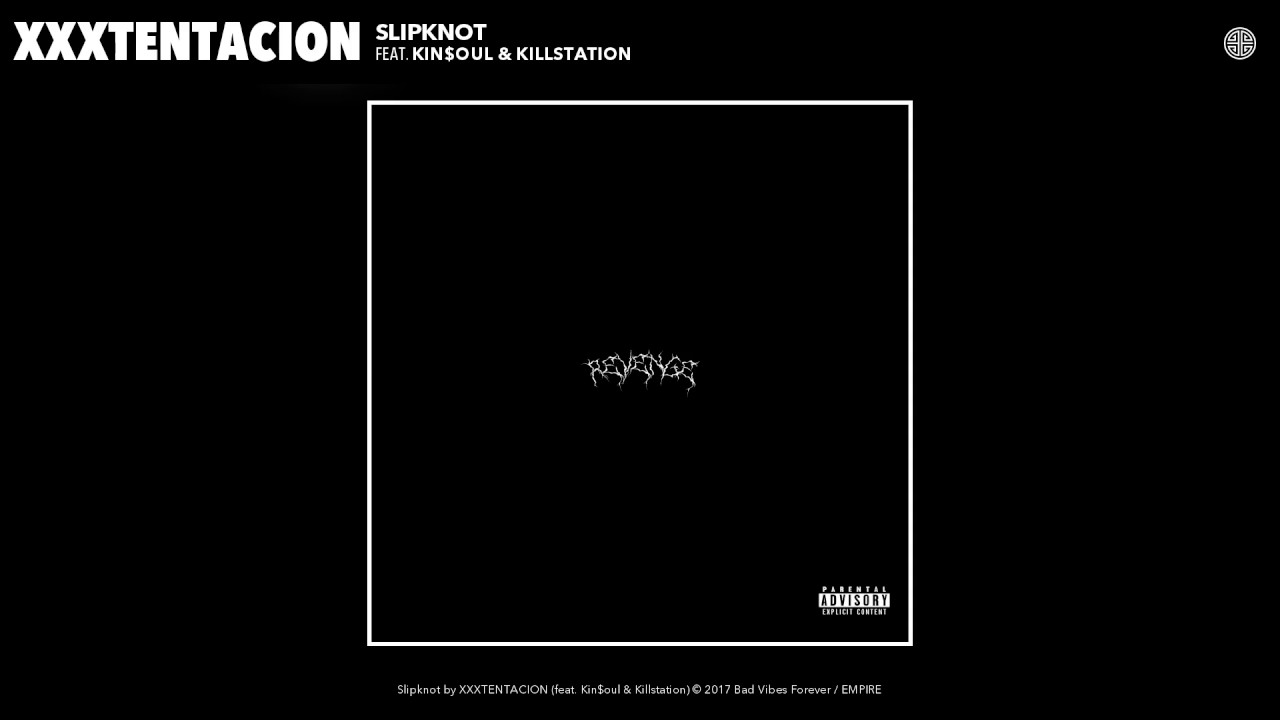 XXXTENTACION
SLIPKNOT
FEAT. KIN$OUL & KILLSTATION
REVENGE
PARENTAL
ADVISORY
EXPLICIT CONTENT
Slipknot by XXXTENTACION (feat. Kin$oul & Killstation) © 2017 Bad Vibes Forever / EMPIRE